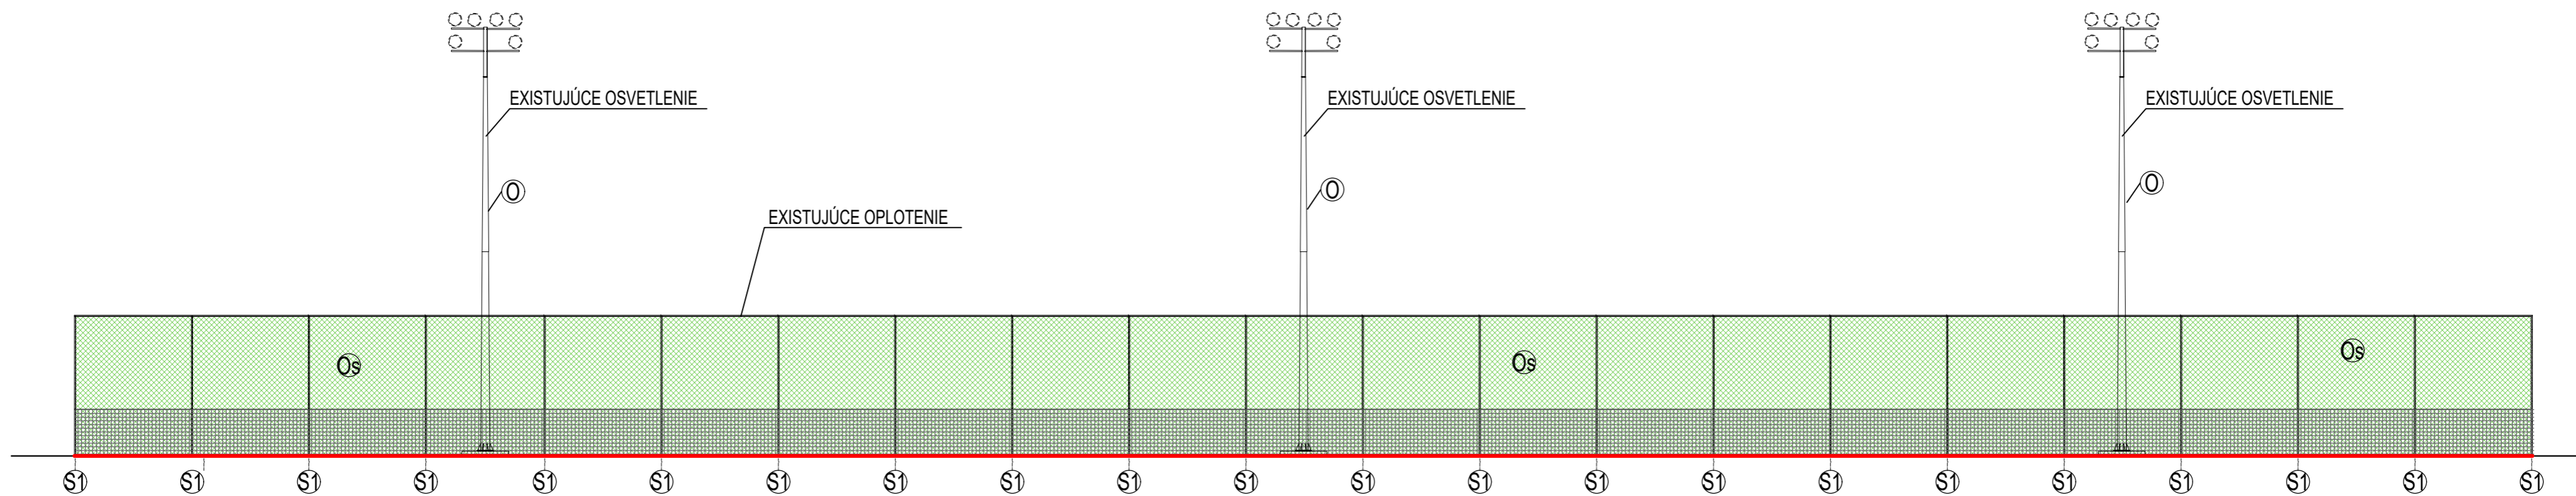 EXISTUJÚCE OSVETLENIE
EXISTUJÚCE OSVETLENIE
EXISTUJÚCE OSVETLENIE
O
O
O
EXISTUJÚCE OPLOTENIE
Os
Os
Os
S1 S1 S1 S1 S1 S1 S1 S1 S1 S1 S1 S1 S1 S1 S1 S1 S1 S1 S1 S1 S1 S1